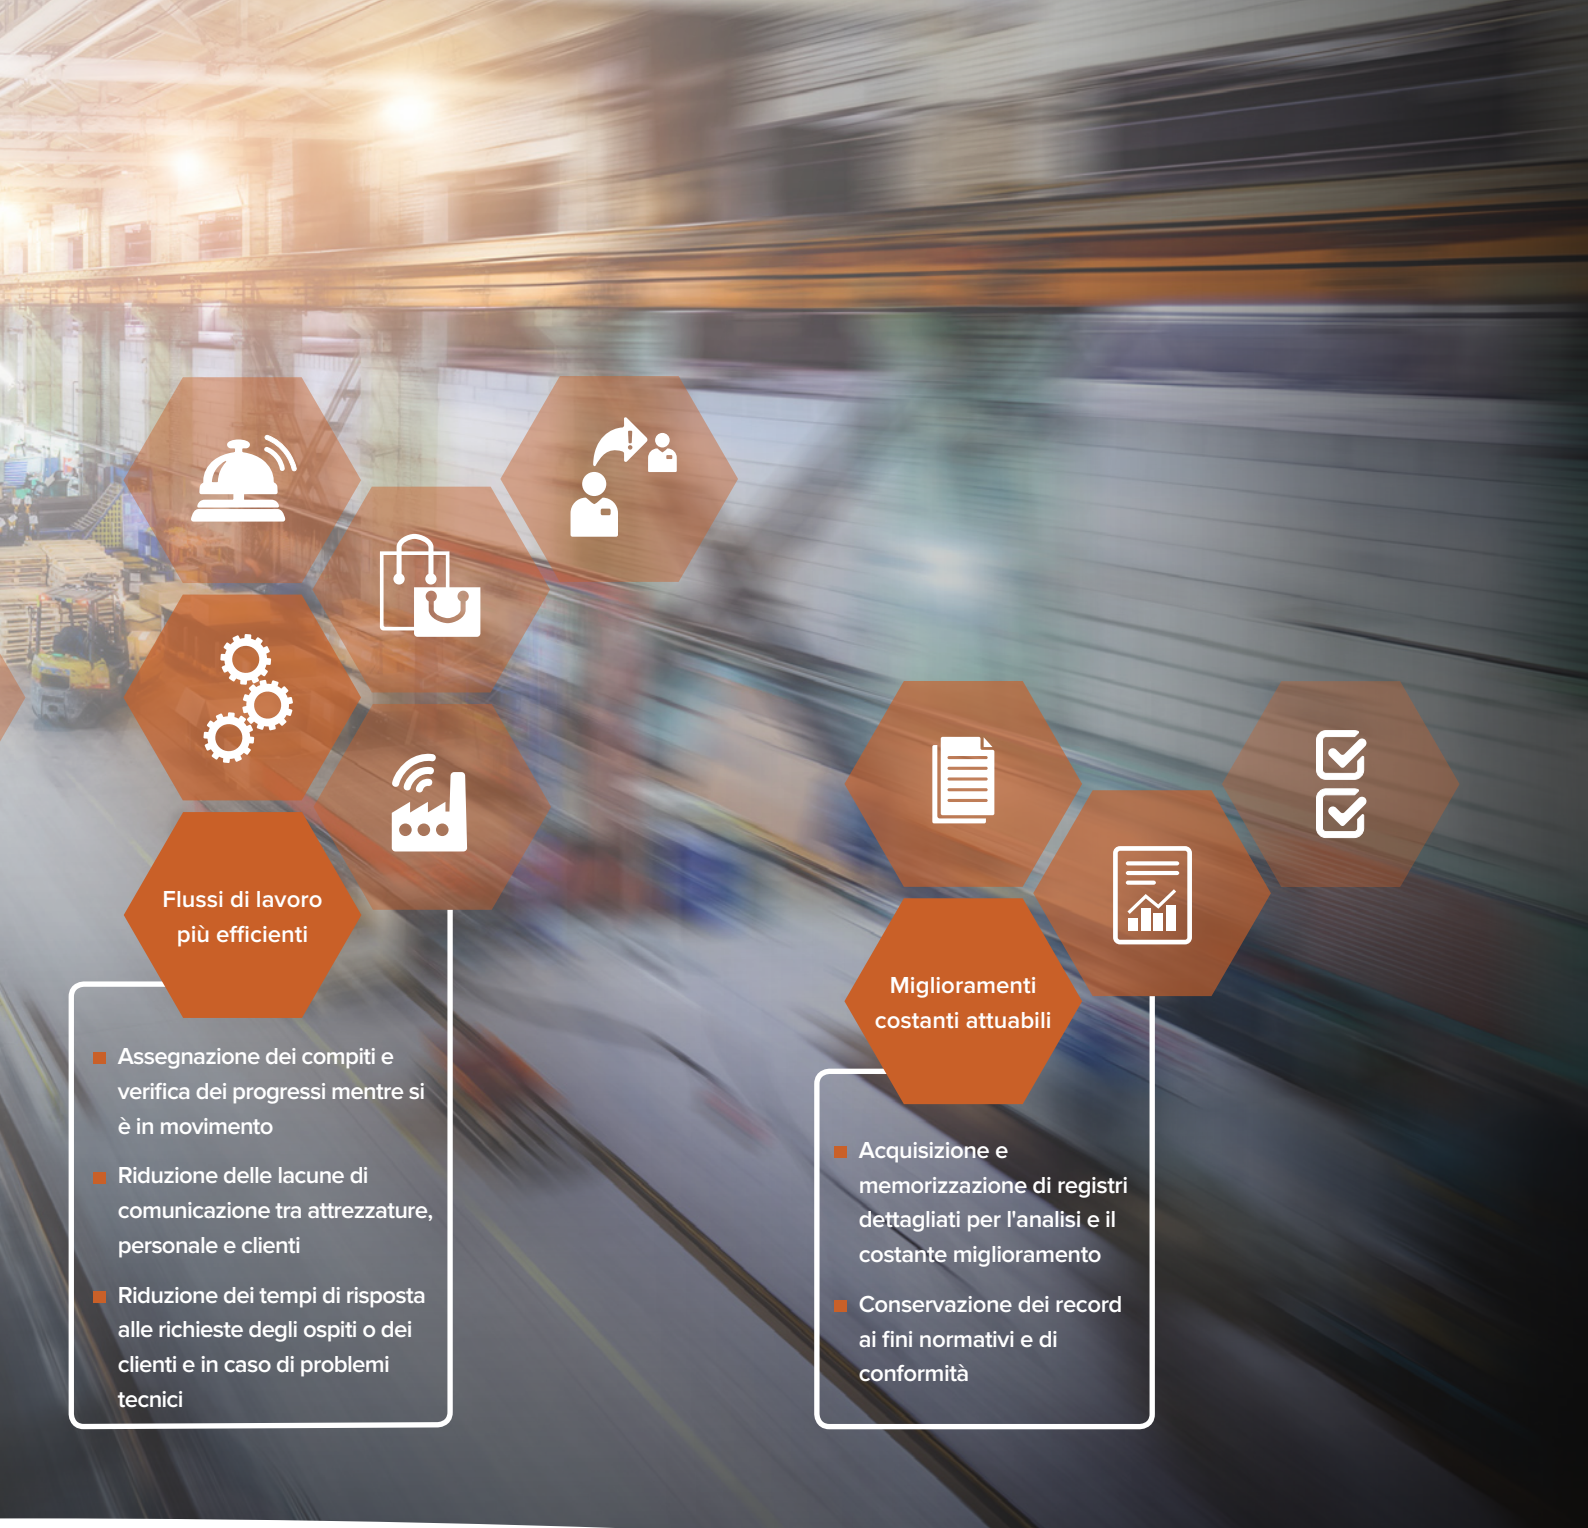 Flussi di lavoro
più efficienti
Assegnazione dei compiti e
verifica dei progressi mentre si
è in movimento
Riduzione delle lacune di
comunicazione tra attrezzature,
personale e clienti
Riduzione dei tempi di risposta
alle richieste degli ospiti o dei
clienti e in caso di problemi
tecnici
Miglioramenti
costanti attuabili
Acquisizione e
memorizzazione di registri
dettagliati per l'analisi e il
costante miglioramento
Conservazione dei record
ai fini normativi e di
conformità